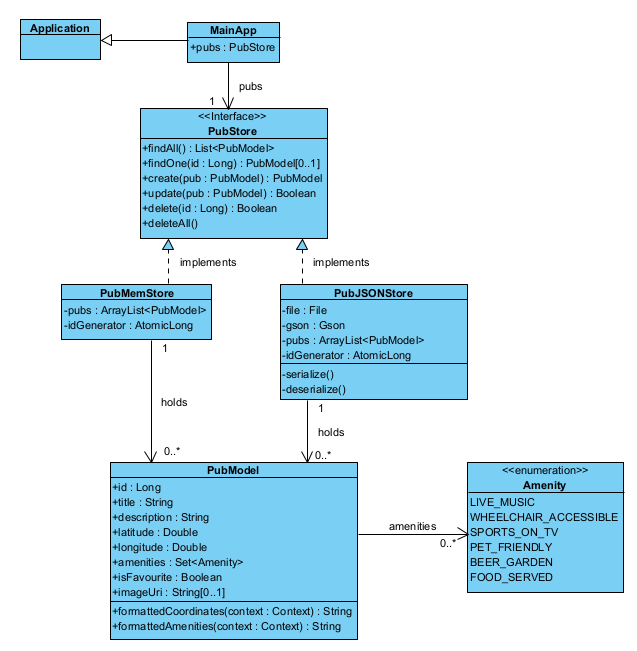 Application
MainApp
+pubs : PubStore
pubs
1
<<Interface>>
PubStore
+findAll() : List<PubModel>
+findOne(id : Long) : PubModel[0..1]
+create(pub : PubModel) : PubModel
+update(pub : PubModel) : Boolean
+delete(id : Long) : Boolean
+deleteAll()
implements
implements
PubMemStore
-pubs : ArrayList<PubModel>
-idGenerator : AtomicLong
PubJSONStore
-file : File
-gson : Gson
-pubs : ArrayList<PubModel>
-idGenerator : AtomicLong
-serialize()
-deserialize()
1
holds
0..*
1
holds
0..*
PubModel
+id : Long
+title : String
+description : String
+latitude : Double
+longitude : Double
+amenities : Set<Amenity>
+isFavourite : Boolean
+imageUri : String[0..1]
+formattedCoordinates(context : Context) : String
+formattedAmenities(context : Context) : String
amenities
0..*
<<enumeration>>
Amenity
LIVE_MUSIC
WHEELCHAIR_ACCESSIBLE
SPORTS_ON_TV
PET_FRIENDLY
BEER_GARDEN
FOOD_SERVED